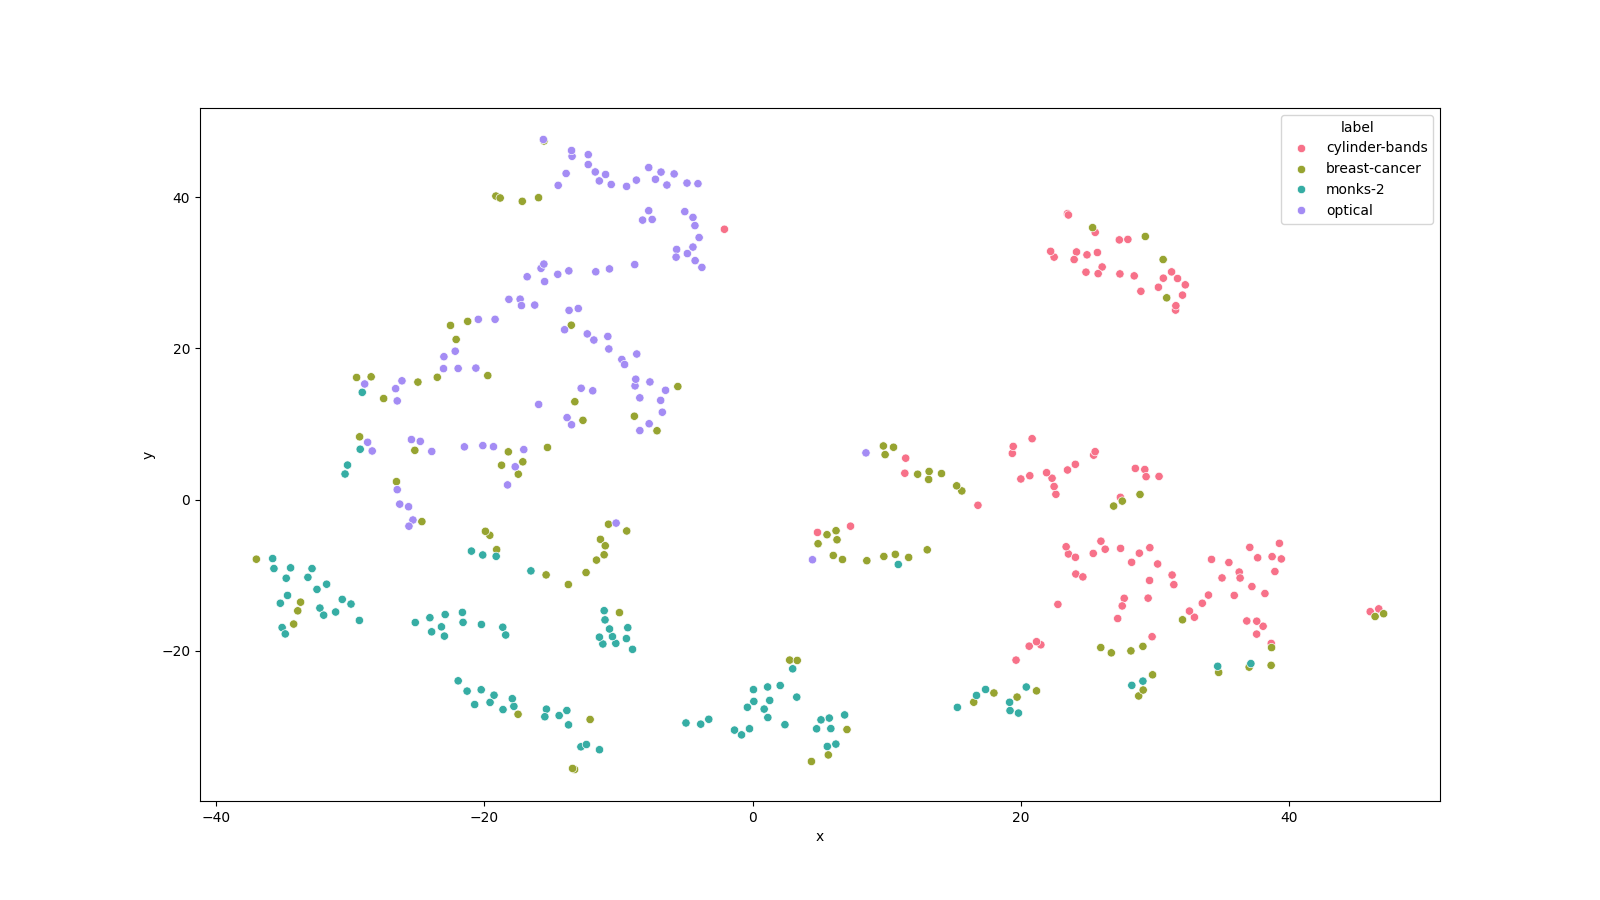 label
cylinder-bands
breast-cancer
monks-2
optical
40
20
0
−20
y
−40
−20
0
20
40
x